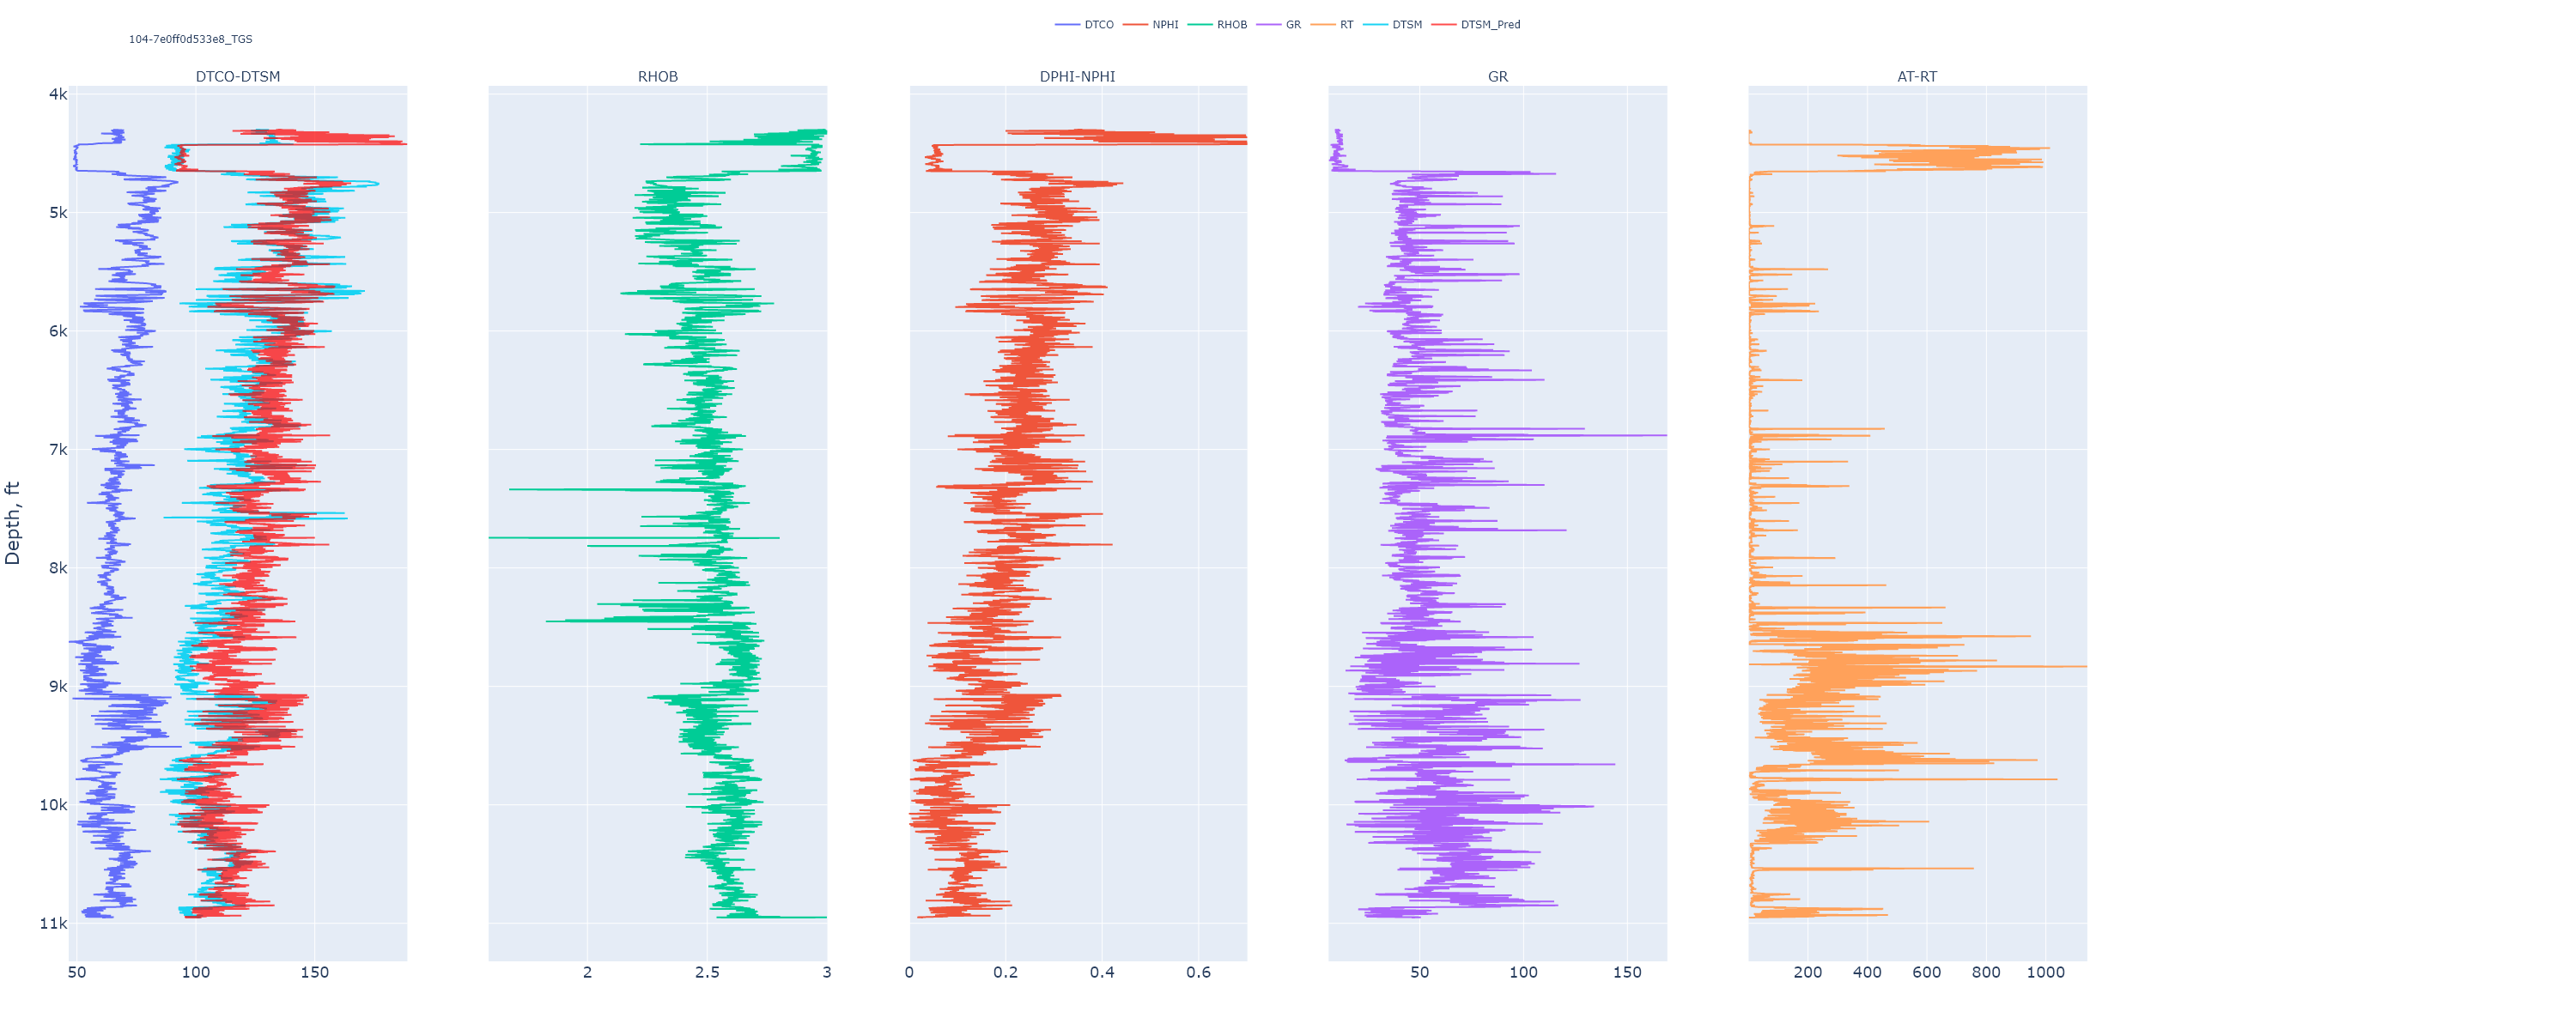 DTCO NPHI RHOB GR RT DTSM DTSM_Pred
104-7e0ff0d533e8_TGS
DTCO-DTSM RHOB DPHI-NPHI GR AT-RT
4k
5k
6k
7k
Depth, ft
8k
9k
10k
11k
50 100 150 2 2.5 3 0 0.2 0.4 0.6 50 100 150 200 400 600 800 1000